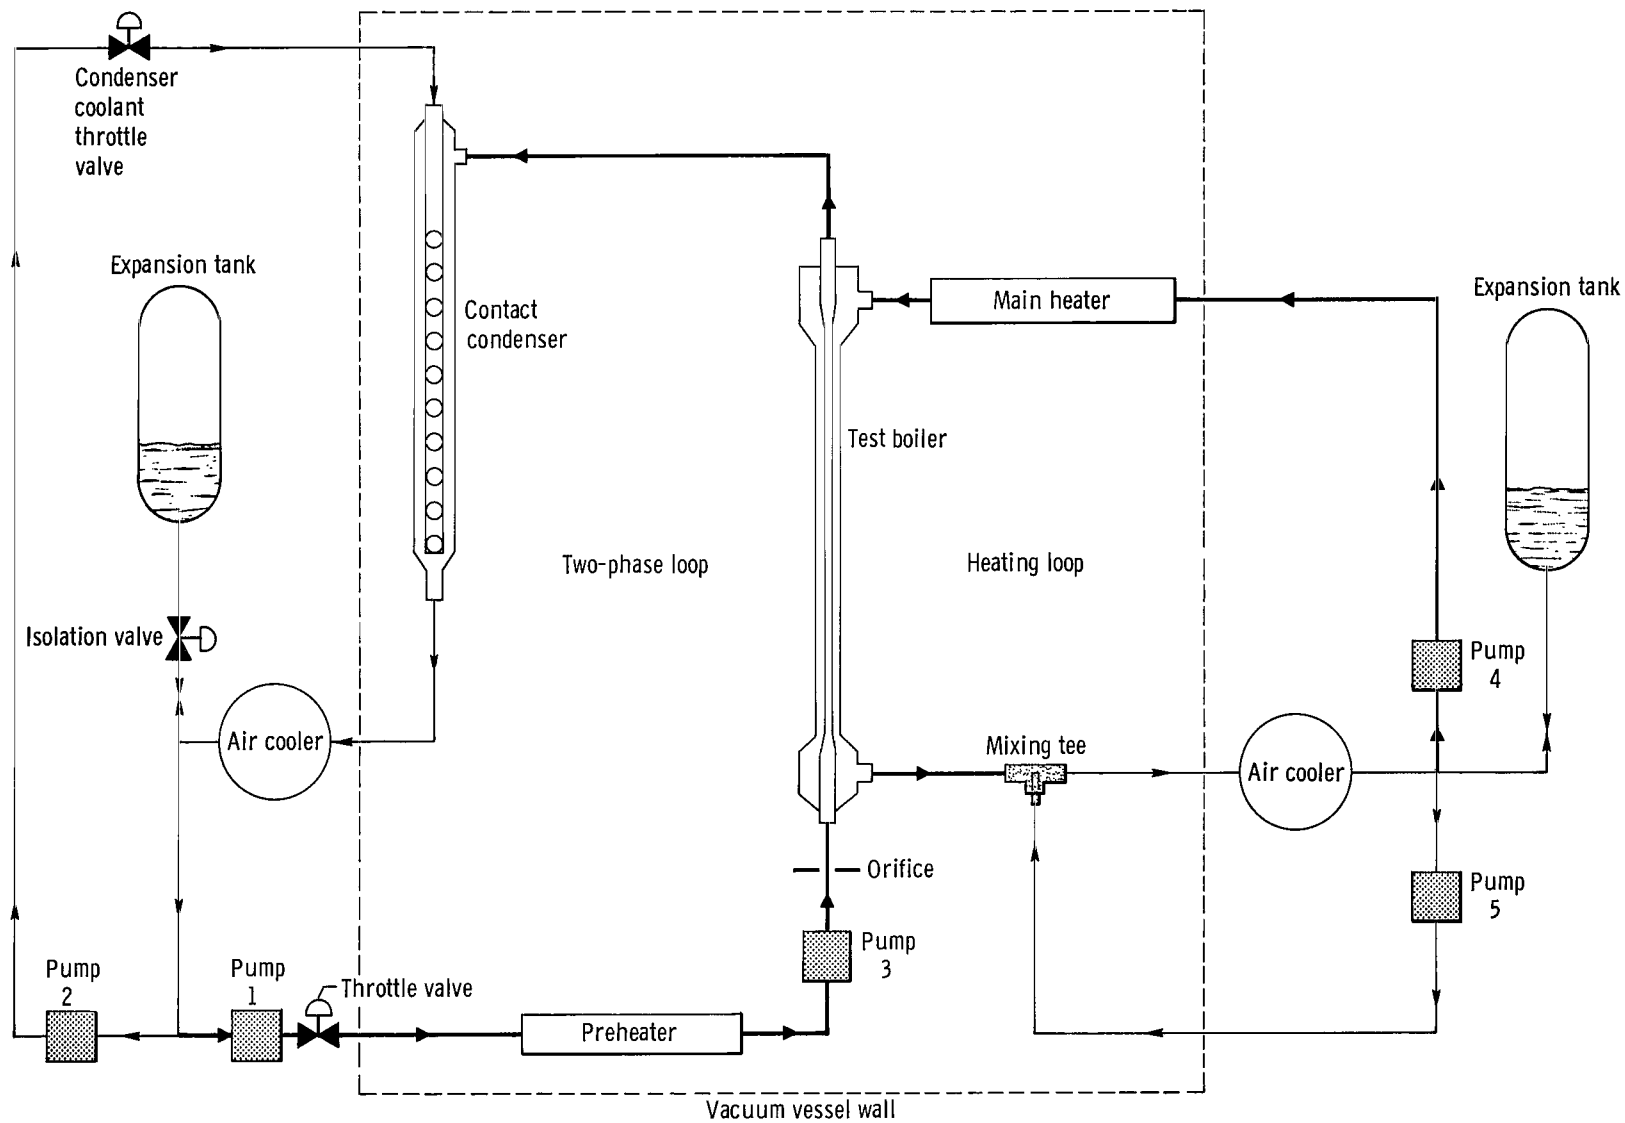 Condenser
coolant
throttle
valve
Expansion tank
Contact
condenser
Main heater
Expansion tank
Test boiler
Two-phase loop
Heating loop
Isolation valve
Pump
4
Air cooler
Mixing tee
Air cooler
Orifice
Pump
5
Pump
3
Pump
2
Pump
1
Throttle valve
Preheater
Vacuum vessel wall